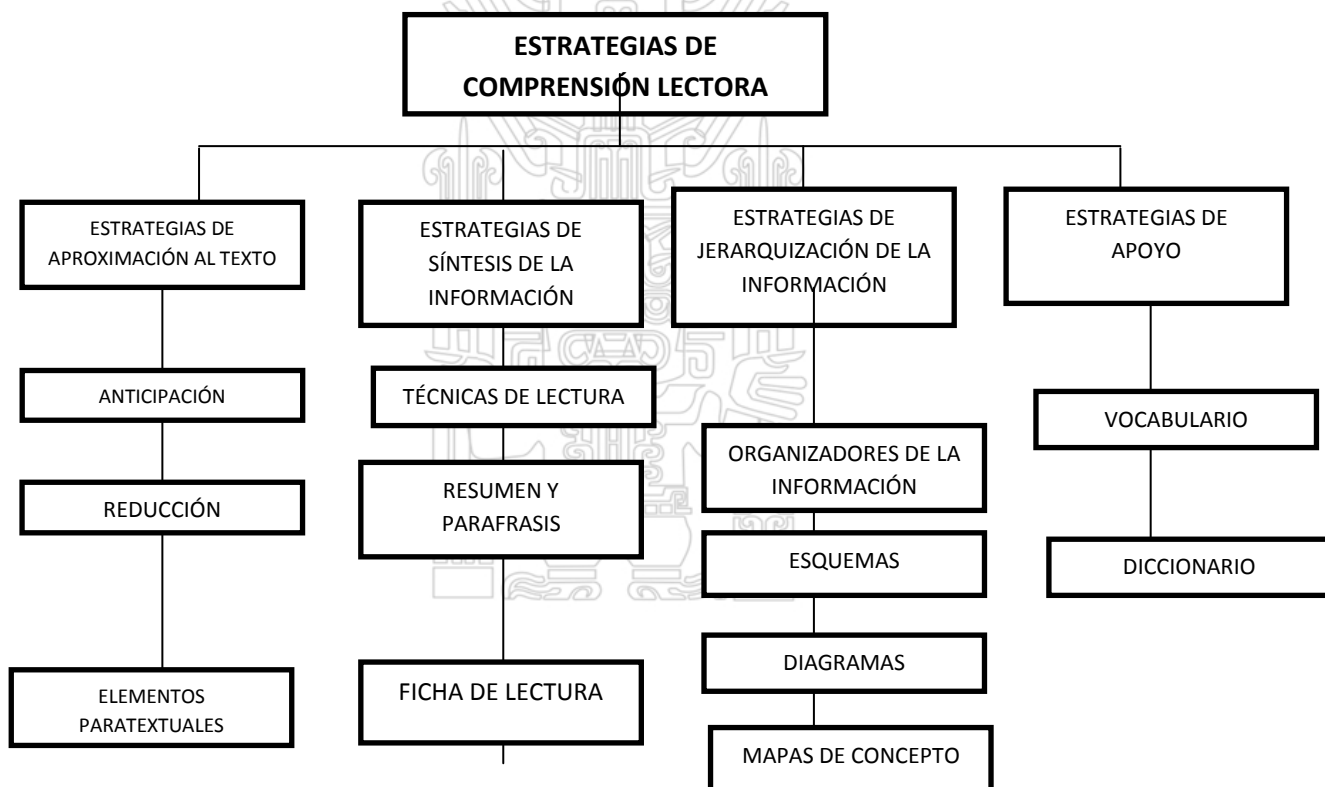 ESTRATEGIAS DE
COMPRENSIÓN LECTORA
ESTRATEGIAS DE
APROXIMACIÓN AL TEXTO
ANTICIPACIÓN
REDUCCIÓN
ELEMENTOS
PARATEXTUALES
ESTRATEGIAS DE
SÍNTESIS DE LA
INFORMACIÓN
TÉCNICAS DE LECTURA
RESUMEN Y
PARAFRASIS
FICHA DE LECTURA
ESTRATEGIAS DE
JERARQUIZACIÓN DE LA
INFORMACIÓN
ORGANIZADORES DE LA
INFORMACIÓN
ESQUEMAS
DIAGRAMAS
MAPAS DE CONCEPTO
ESTRATEGIAS DE
APOYO
VOCABULARIO
DICCIONARIO